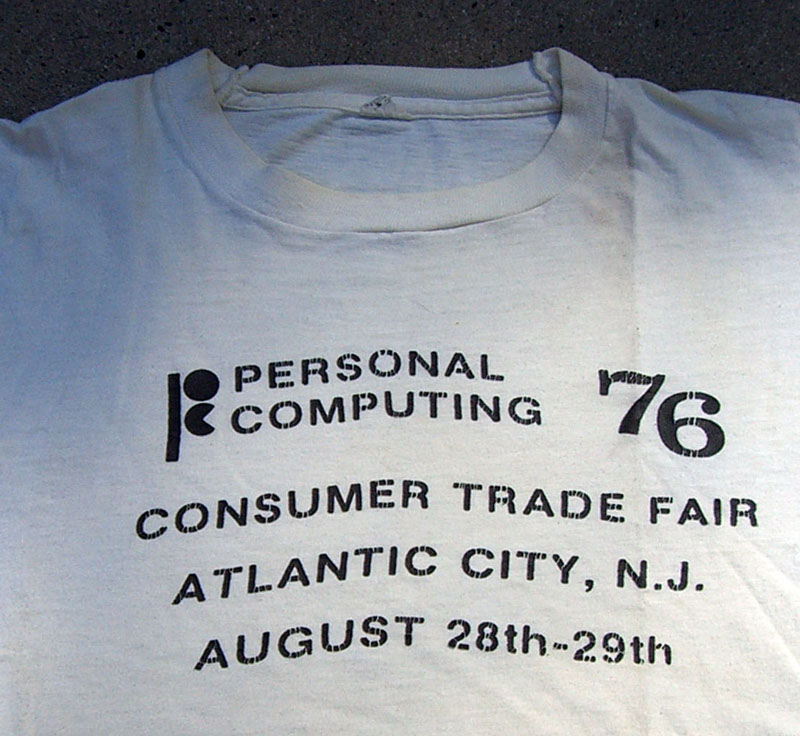 PERSONAL
COMPUTING '76
CONSUMER TRADE FAIR
ATLANTIC CITY, N.J.
AUGUST 28th-29th